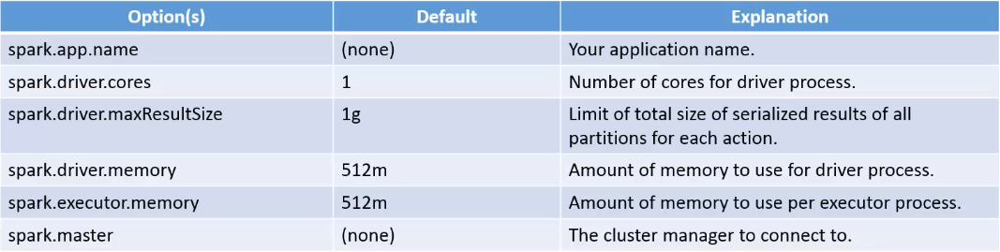 Option(s) Default Explanation
spark.app.name (none) Your application name.
spark.driver.cores 1 Number of cores for driver process.
spark.driver.maxResultSize 1g Limit of total size of serialized results of all
partitions for each action.
spark.driver.memory 512m Amount of memory to use for driver process.
spark.executor.memory 512m Amount of memory to use per executor process.
spark.master (none) The cluster manager to connect to.